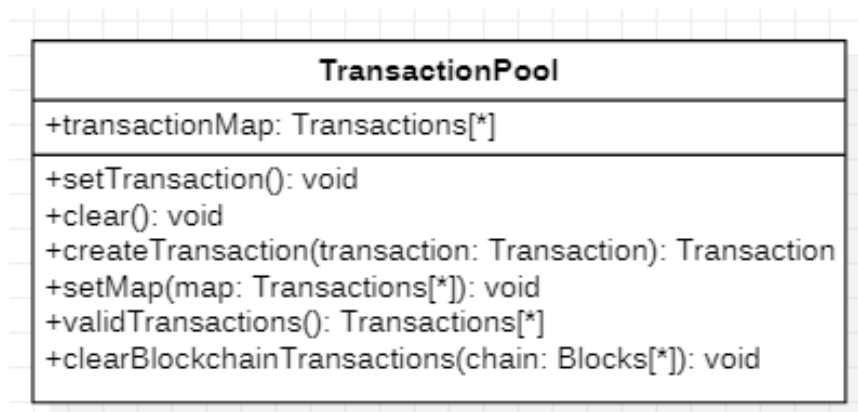 TransactionPool
+transactionMap: Transactions[*]
+setTransaction(): void
+clear(): void
+createTransaction(transaction: Transaction): Transaction
+setMap(map: Transactions[*]): void
+validTransactions(): Transactions[*]
+clearBlockchainTransactions(chain: Blocks[*]): void